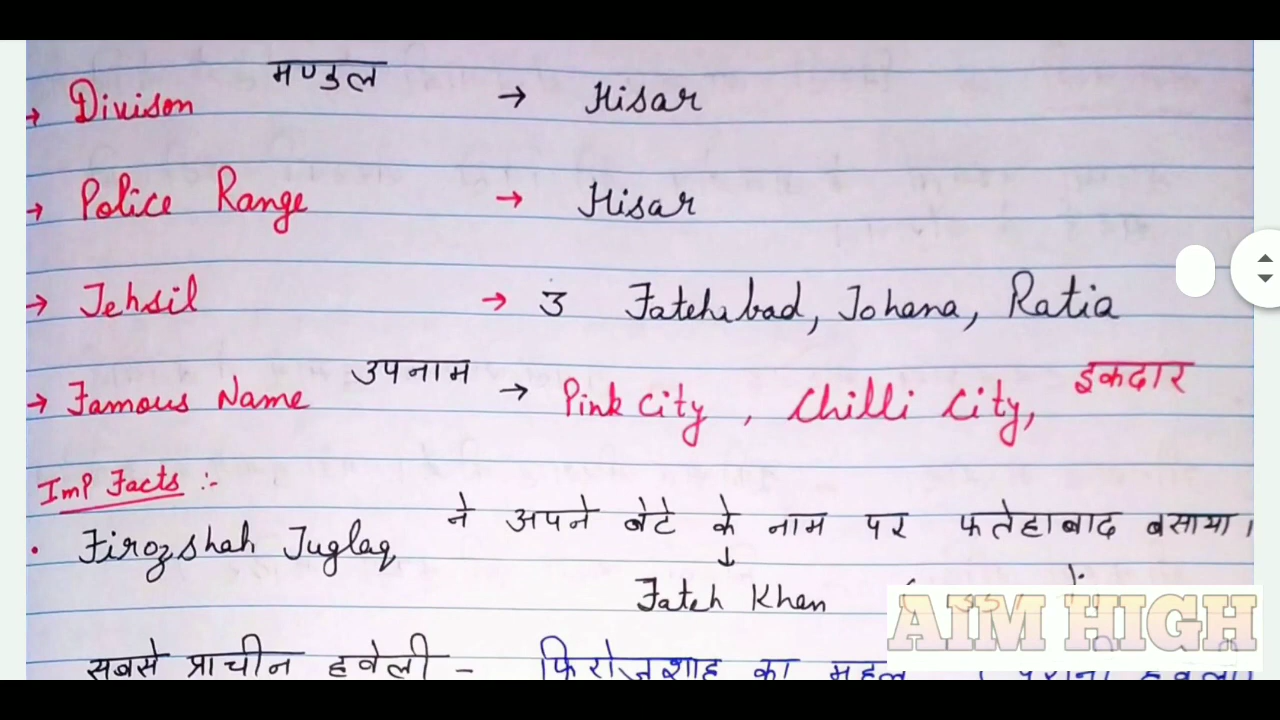 मण्डल
→ Divison → Hisar
→ Police Range → Hisar
→ Tehsil → 3 Fatehabad, Tohana, Ratia
→ Famous Name उपनाम → Pink City, Chilli City, इकदार
Imp Facts :-
• Firozshah Tuglaq ने अपने बेटे के नाम पर फतेहाबाद बसाया।
↓
Fateh Khan
AIM HIGH
सबसे प्राचीन हवेली - फिरोजशाह का महल